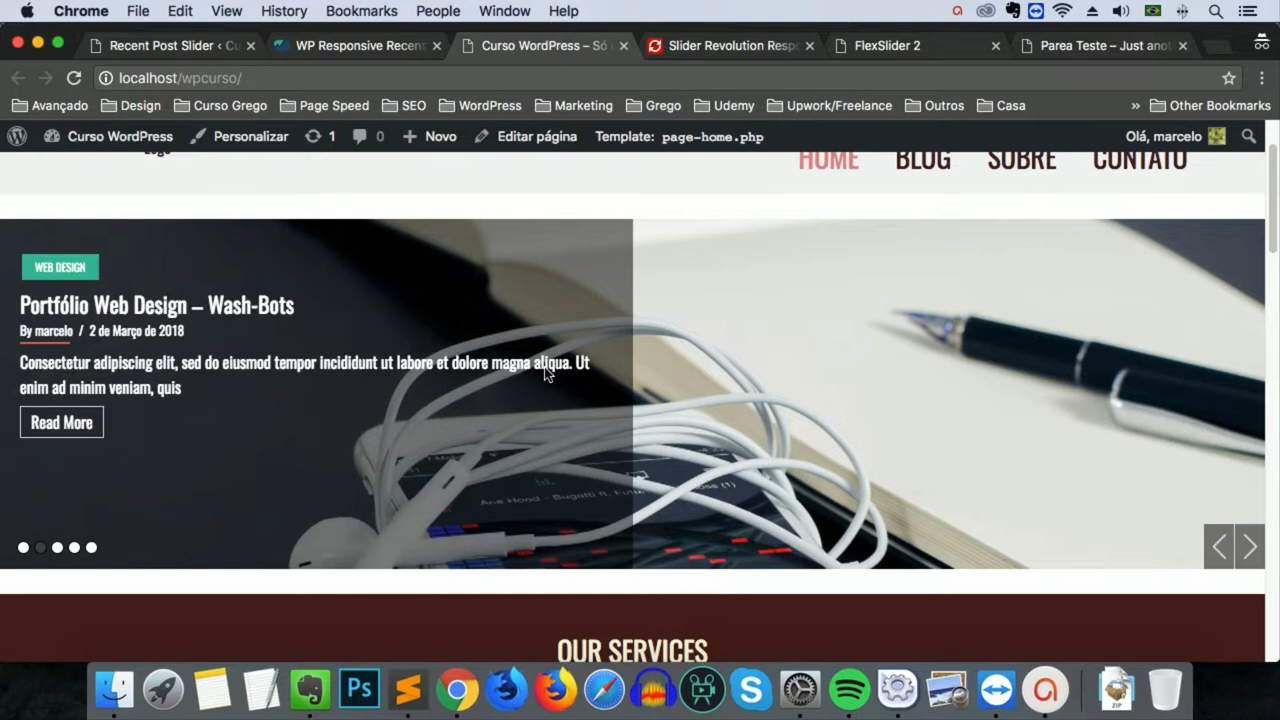 Chrome File Edit View History Bookmarks People Window Help
Recent Post Slider ‹ Cu
WP Responsive Recent
Curso WordPress – Só
Slider Revolution Resp
FlexSlider 2
Parea Teste – Just anot
localhost/wpcurso/
Avançado Design Curso Grego Page Speed SEO WordPress Marketing Grego Udemy Upwork/Freelance Outros Casa » Other Bookmarks
Curso WordPress Personalizar 1 0 Novo Editar página Template: page-home.php Olá, marcelo
HOME BLOG SOBRE CONTATO
WEB DESIGN
Portfólio Web Design – Wash-Bots
By marcelo / 2 de Março de 2018
Consectetur adipiscing elit, sed do eiusmod tempor incididunt ut labore et dolore magna aliqua. Ut
enim ad minim veniam, quis
Read More
OUR SERVICES
Ps
ZIP